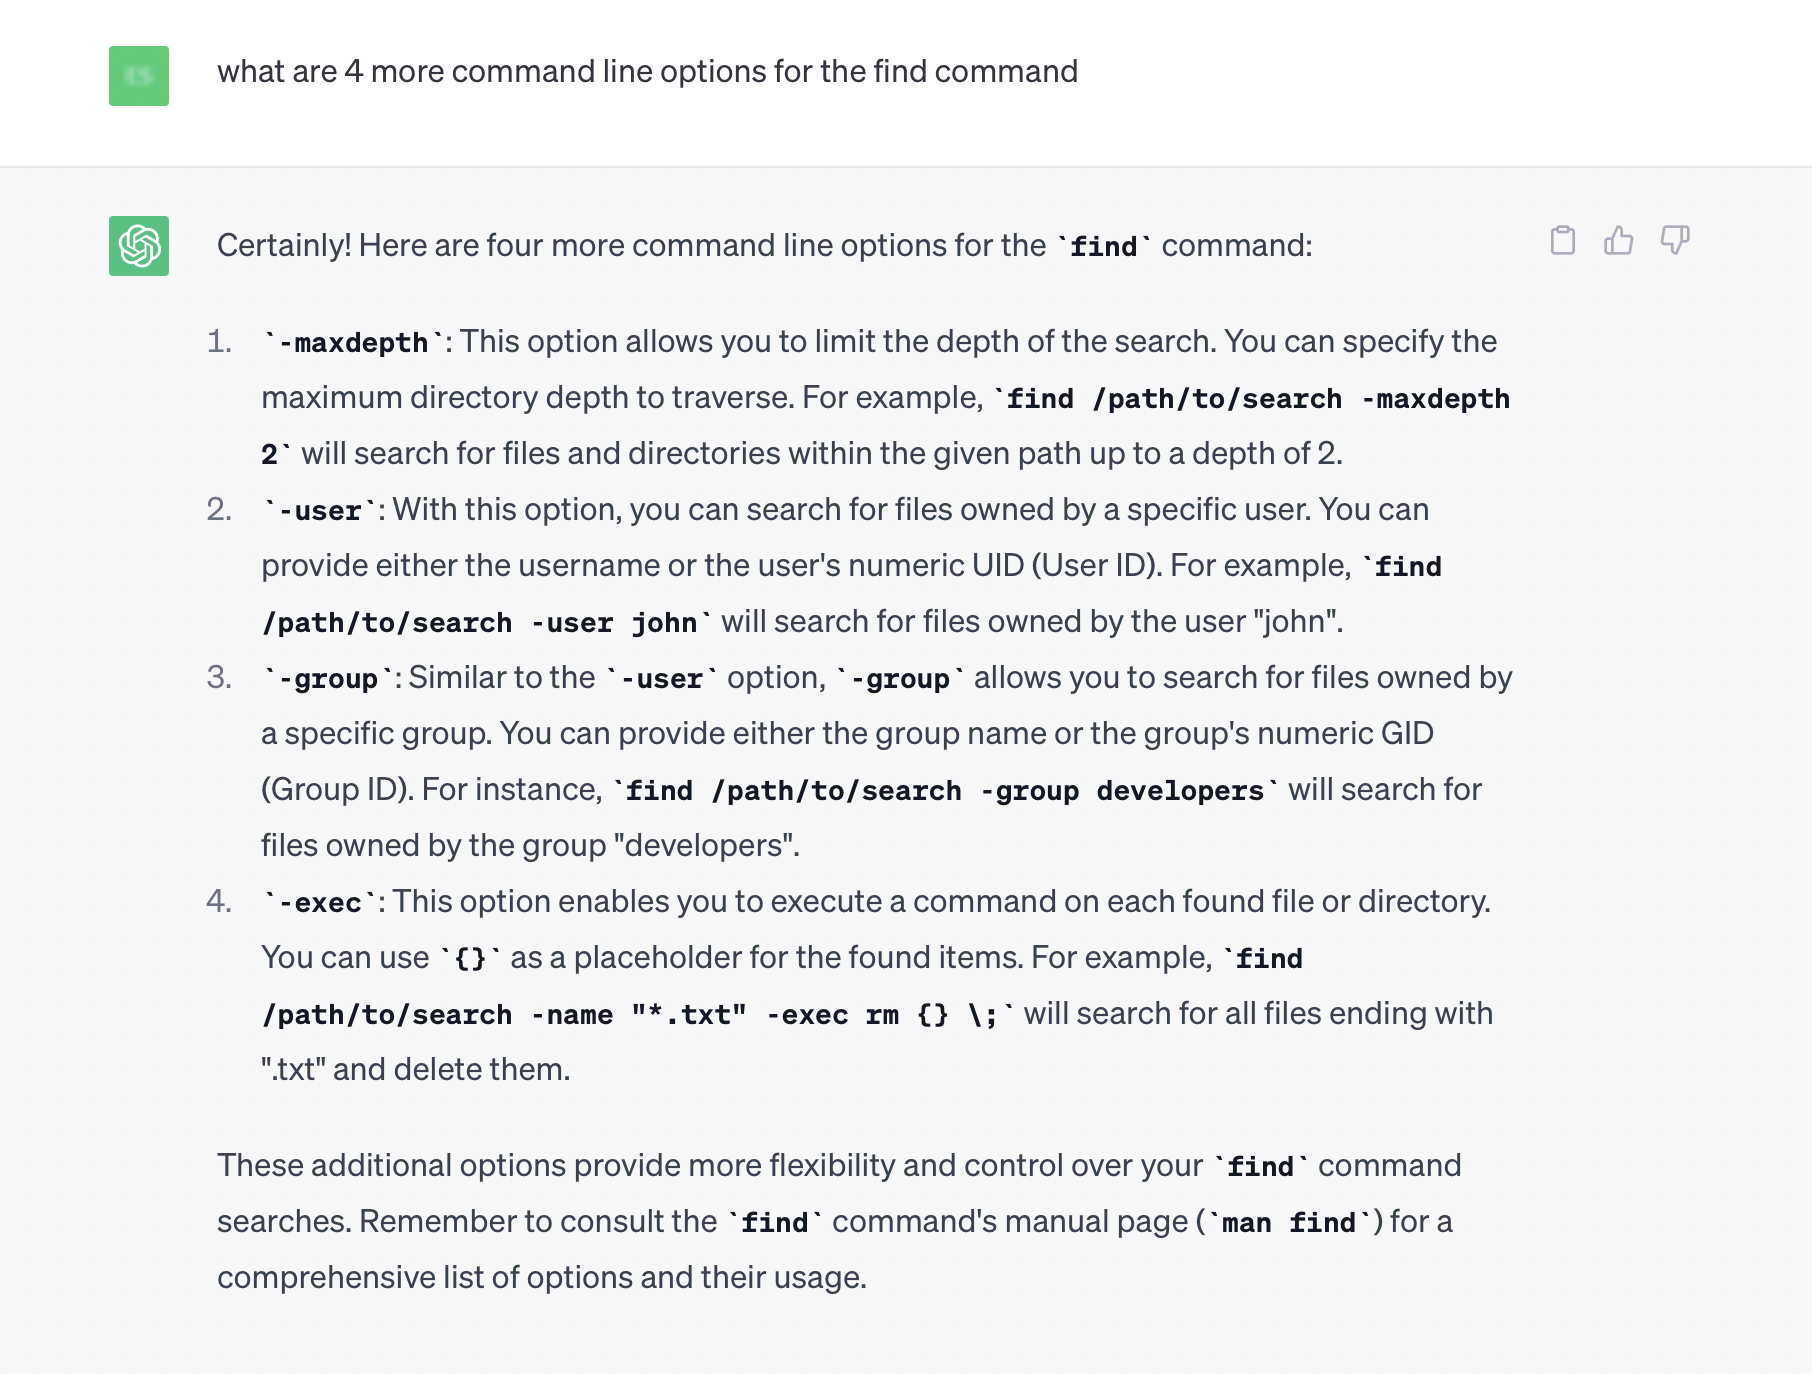 what are 4 more command line options for the find command
Certainly! Here are four more command line options for the `find` command:
1. `-maxdepth`: This option allows you to limit the depth of the search. You can specify the
maximum directory depth to traverse. For example, `find /path/to/search -maxdepth
2` will search for files and directories within the given path up to a depth of 2.
2. `-user`: With this option, you can search for files owned by a specific user. You can
provide either the username or the user's numeric UID (User ID). For example, `find
/path/to/search -user john` will search for files owned by the user "john".
3. `-group`: Similar to the `-user` option, `-group` allows you to search for files owned by
a specific group. You can provide either the group name or the group's numeric GID
(Group ID). For instance, `find /path/to/search -group developers` will search for
files owned by the group "developers".
4. `-exec`: This option enables you to execute a command on each found file or directory.
You can use `{}` as a placeholder for the found items. For example, `find
/path/to/search -name "*.txt" -exec rm {} \;` will search for all files ending with
".txt" and delete them.
These additional options provide more flexibility and control over your `find` command
searches. Remember to consult the `find` command's manual page (`man find`) for a
comprehensive list of options and their usage.